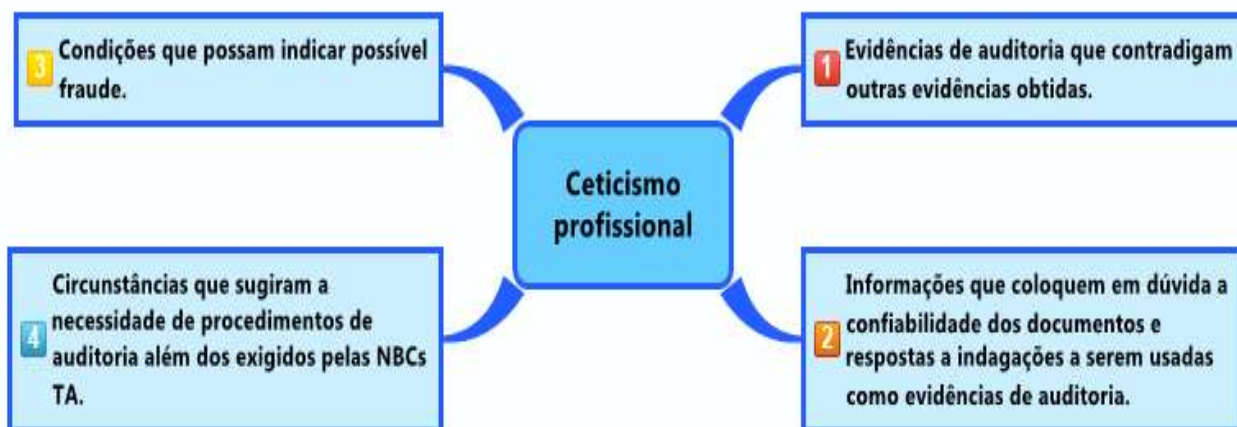 Ceticismo
profissional
1
Evidências de auditoria que contradigam
outras evidências obtidas.
2
Informações que coloquem em dúvida a
confiabilidade dos documentos e
respostas a indagações a serem usadas
como evidências de auditoria.
3
Condições que possam indicar possível
fraude.
4
Circunstâncias que sugiram a
necessidade de procedimentos de
auditoria além dos exigidos pelas NBCs
TA.